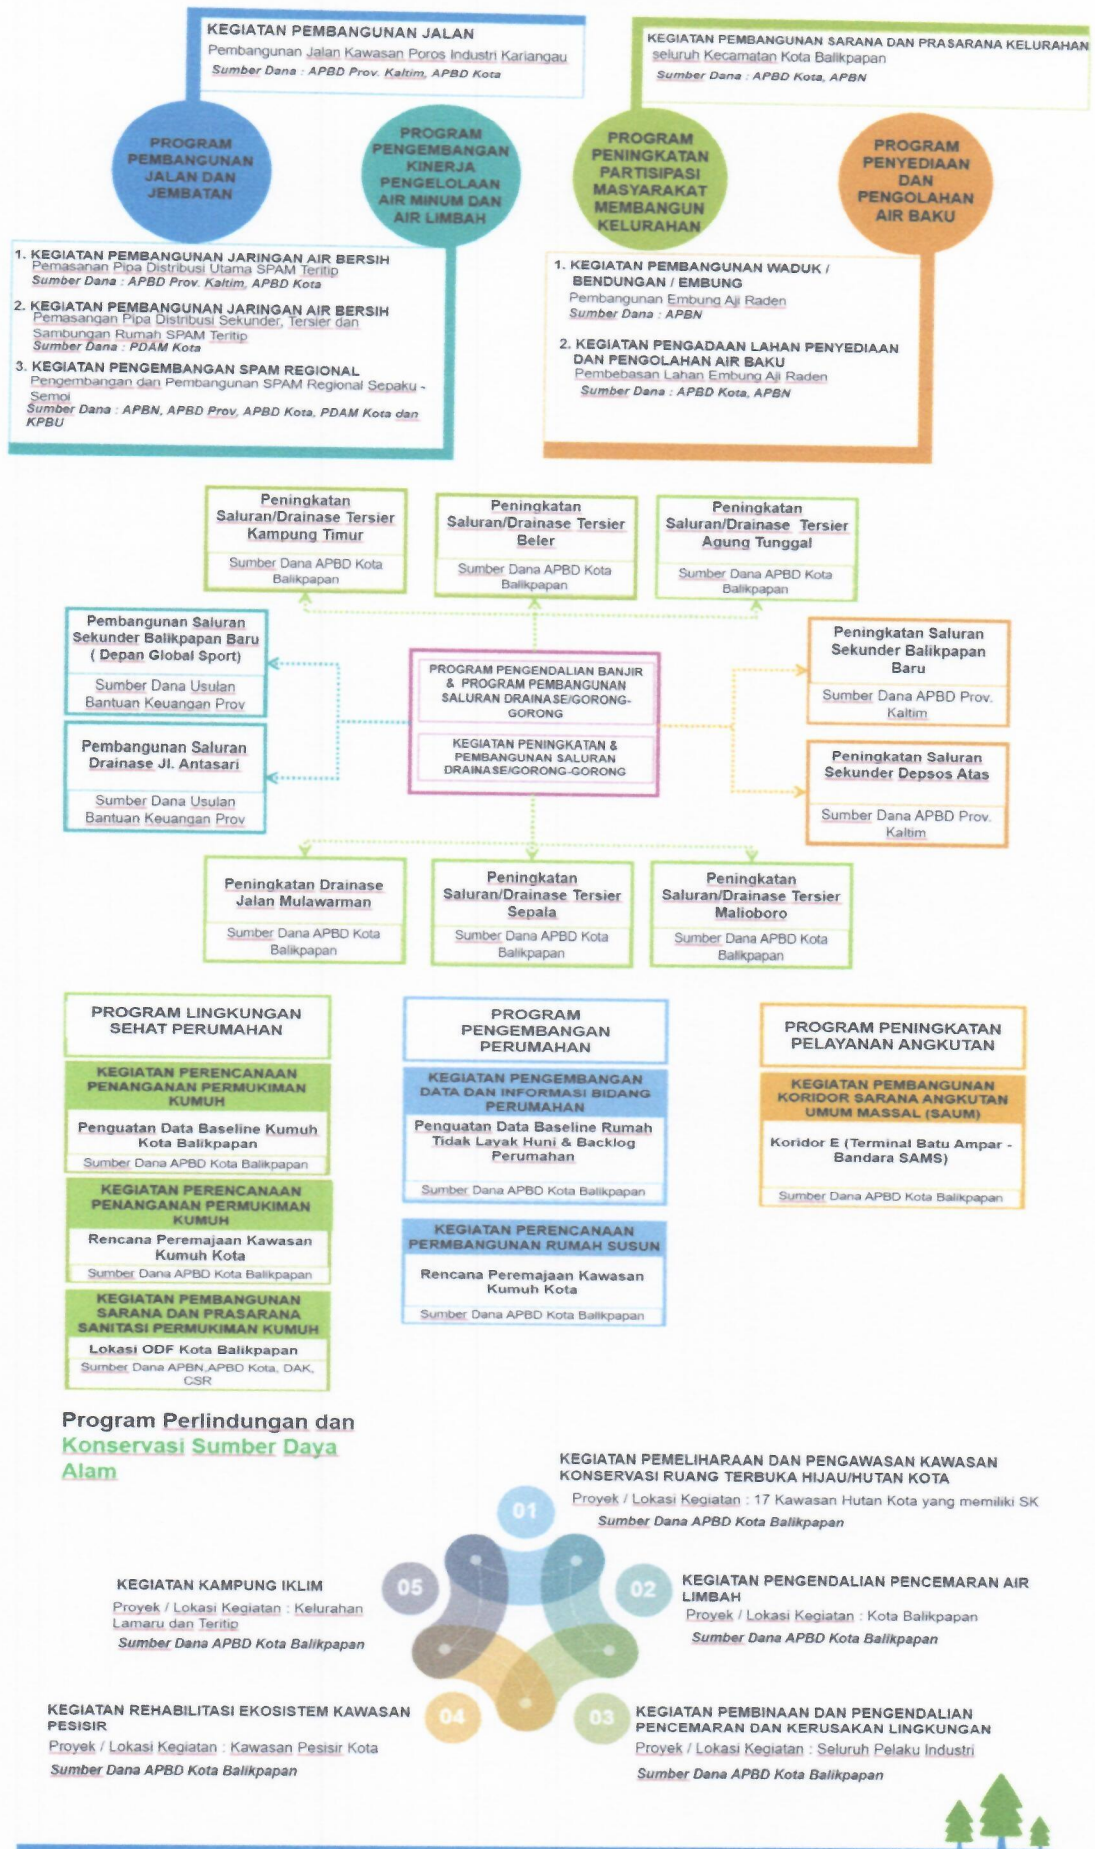 KEGIATAN PEMBANGUNAN JALAN
Pembangunan Jalan Kawasan Poros Industri Kariangau
Sumber Dana : APBD Prov. Kaltim, APBD Kota
KEGIATAN PEMBANGUNAN SARANA DAN PRASARANA KELURAHAN
seluruh Kecamatan Kota Balikpapan
Sumber Dana : APBD Kota, APBN
PROGRAM
PEMBANGUNAN
JALAN DAN
JEMBATAN
PROGRAM
PENGEMBANGAN
KINERJA
PENGELOLAAN
AIR MINUM DAN
AIR LIMBAH
PROGRAM
PENINGKATAN
PARTISIPASI
MASYARAKAT
MEMBANGUN
KELURAHAN
PROGRAM
PENYEDIAAN
DAN
PENGOLAHAN
AIR BAKU
1. KEGIATAN PEMBANGUNAN JARINGAN AIR BERSIH
Pemasanan Pipa Distribusi Utama SPAM Teritip
Sumber Dana : APBD Prov. Kaltim, APBD Kota
2. KEGIATAN PEMBANGUNAN JARINGAN AIR BERSIH
Pemasangan Pipa Distribusi Sekunder, Tersier dan
Sambungan Rumah SPAM Teritip
Sumber Dana : PDAM Kota
3. KEGIATAN PENGEMBANGAN SPAM REGIONAL
Pengembangan dan Pembangunan SPAM Regional Sepaku -
Semoi
Sumber Dana : APBN, APBD Prov, APBD Kota, PDAM Kota dan
KPBU
1. KEGIATAN PEMBANGUNAN WADUK /
BENDUNGAN / EMBUNG
Pembangunan Embung Aji Raden
Sumber Dana : APBN
2. KEGIATAN PENGADAAN LAHAN PENYEDIAAN
DAN PENGOLAHAN AIR BAKU
Pembebasan Lahan Embung Aji Raden
Sumber Dana : APBD Kota, APBN
Peningkatan
Saluran/Drainase Tersier
Kampung Timur
Sumber Dana APBD Kota
Balikpapan
Peningkatan
Saluran/Drainase Tersier
Beler
Sumber Dana APBD Kota
Balikpapan
Peningkatan
Saluran/Drainase Tersier
Agung Tunggal
Sumber Dana APBD Kota
Balikpapan
Pembangunan Saluran
Sekunder Balikpapan Baru
( Depan Global Sport)
Sumber Dana Usulan
Bantuan Keuangan Prov
Pembangunan Saluran
Drainase Jl. Antasari
Sumber Dana Usulan
Bantuan Keuangan Prov
PROGRAM PENGENDALIAN BANJIR
& PROGRAM PEMBANGUNAN
SALURAN DRAINASE/GORONG-
GORONG
KEGIATAN PENINGKATAN &
PEMBANGUNAN SALURAN
DRAINASE/GORONG-GORONG
Peningkatan Saluran
Sekunder Balikpapan
Baru
Sumber Dana APBD Prov.
Kaltim
Peningkatan Saluran
Sekunder Depsos Atas
Sumber Dana APBD Prov.
Kaltim
Peningkatan Drainase
Jalan Mulawarman
Sumber Dana APBD Kota
Balikpapan
Peningkatan
Saluran/Drainase Tersier
Sepala
Sumber Dana APBD Kota
Balikpapan
Peningkatan
Saluran/Drainase Tersier
Malioboro
Sumber Dana APBD Kota
Balikpapan
PROGRAM LINGKUNGAN
SEHAT PERUMAHAN
KEGIATAN PERENCANAAN
PENANGANAN PERMUKIMAN
KUMUH
Penguatan Data Baseline Kumuh
Kota Balikpapan
Sumber Dana APBD Kota Balikpapan
KEGIATAN PERENCANAAN
PENANGANAN PERMUKIMAN
KUMUH
Rencana Peremajaan Kawasan
Kumuh Kota
Sumber Dana APBD Kota Balikpapan
KEGIATAN PEMBANGUNAN
SARANA DAN PRASARANA
SANITASI PERMUKIMAN KUMUH
Lokasi ODF Kota Balikpapan
Sumber Dana APBN,APBD Kota, DAK,
CSR
PROGRAM
PENGEMBANGAN
PERUMAHAN
KEGIATAN PENGEMBANGAN
DATA DAN INFORMASI BIDANG
PERUMAHAN
Penguatan Data Baseline Rumah
Tidak Layak Huni & Backlog
Perumahan
Sumber Dana APBD Kota Balikpapan
KEGIATAN PERENCANAAN
PERMBANGUNAN RUMAH SUSUN
Rencana Peremajaan Kawasan
Kumuh Kota
Sumber Dana APBD Kota Balikpapan
PROGRAM PENINGKATAN
PELAYANAN ANGKUTAN
KEGIATAN PEMBANGUNAN
KORIDOR SARANA ANGKUTAN
UMUM MASSAL (SAUM)
Koridor E (Terminal Batu Ampar -
Bandara SAMS)
Sumber Dana APBD Kota Balikpapan
Program Perlindungan dan
Konservasi Sumber Daya
Alam
01
KEGIATAN PEMELIHARAAN DAN PENGAWASAN KAWASAN
KONSERVASI RUANG TERBUKA HIJAU/HUTAN KOTA
Proyek / Lokasi Kegiatan : 17 Kawasan Hutan Kota yang memiliki SK
Sumber Dana APBD Kota Balikpapan
02
KEGIATAN PENGENDALIAN PENCEMARAN AIR
LIMBAH
Proyek / Lokasi Kegiatan : Kota Balikpapan
Sumber Dana APBD Kota Balikpapan
03
KEGIATAN PEMBINAAN DAN PENGENDALIAN
PENCEMARAN DAN KERUSAKAN LINGKUNGAN
Proyek / Lokasi Kegiatan : Seluruh Pelaku Industri
Sumber Dana APBD Kota Balikpapan
04
KEGIATAN REHABILITASI EKOSISTEM KAWASAN
PESISIR
Proyek / Lokasi Kegiatan : Kawasan Pesisir Kota
Sumber Dana APBD Kota Balikpapan
05
KEGIATAN KAMPUNG IKLIM
Proyek / Lokasi Kegiatan : Kelurahan
Lamaru dan Teritip
Sumber Dana APBD Kota Balikpapan